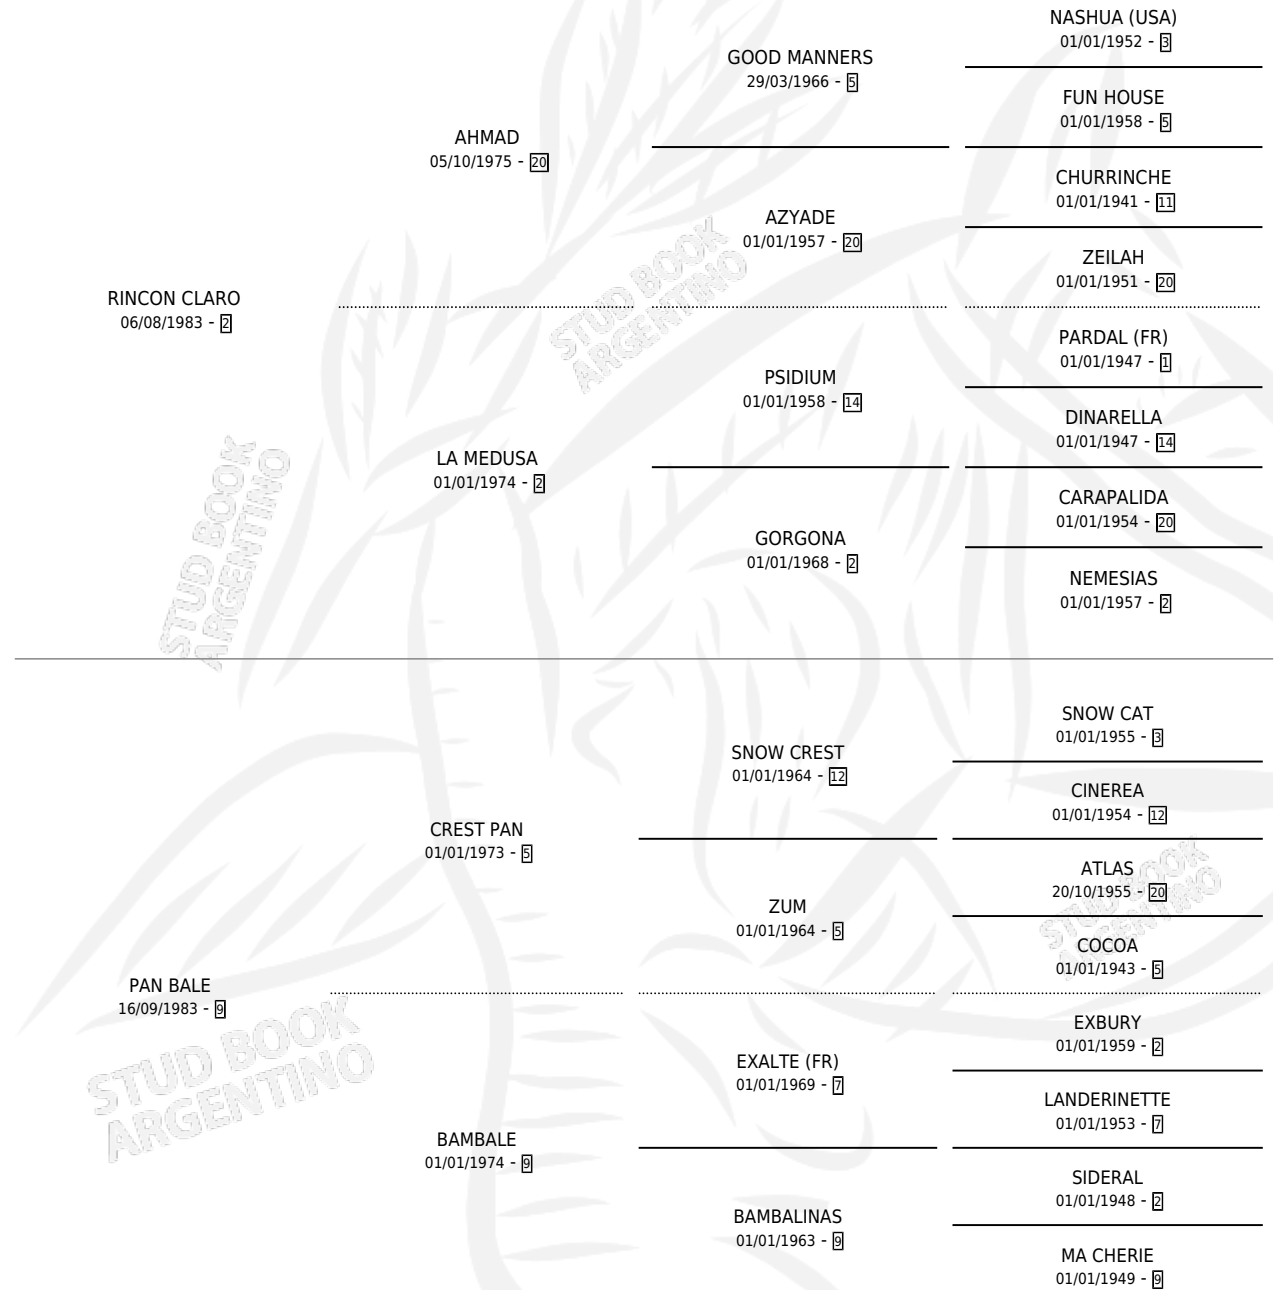 NASHUA (USA)
01/01/1952 - 3
GOOD MANNERS
29/03/1966 - 5
FUN HOUSE
01/01/1958 - 5
AHMAD
05/10/1975 - 20
CHURRINCHE
01/01/1941 - 11
AZYADE
01/01/1957 - 20
ZEILAH
01/01/1951 - 20
RINCON CLARO
06/08/1983 - 2
PARDAL (FR)
01/01/1947 - 1
PSIDIUM
01/01/1958 - 14
DINARELLA
01/01/1947 - 14
LA MEDUSA
01/01/1974 - 2
CARAPALIDA
01/01/1954 - 20
GORGONA
01/01/1968 - 2
NEMESIAS
01/01/1957 - 2
STUD BOOK
ARGENTINO
STUD BOOK
ARGENTINO
SNOW CAT
01/01/1955 - 3
SNOW CREST
01/01/1964 - 12
CINEREA
01/01/1954 - 12
CREST PAN
01/01/1973 - 5
ATLAS
20/10/1955 - 20
ZUM
01/01/1964 - 5
COCOA
01/01/1943 - 5
PAN BALE
16/09/1983 - 9
EXBURY
01/01/1959 - 2
EXALTE (FR)
01/01/1969 - 7
LANDERINETTE
01/01/1953 - 7
BAMBALE
01/01/1974 - 9
SIDERAL
01/01/1948 - 2
BAMBALINAS
01/01/1963 - 9
MA CHERIE
01/01/1949 - 9
STUD BOOK
ARGENTINO
STUD BOOK
ARGENTINO